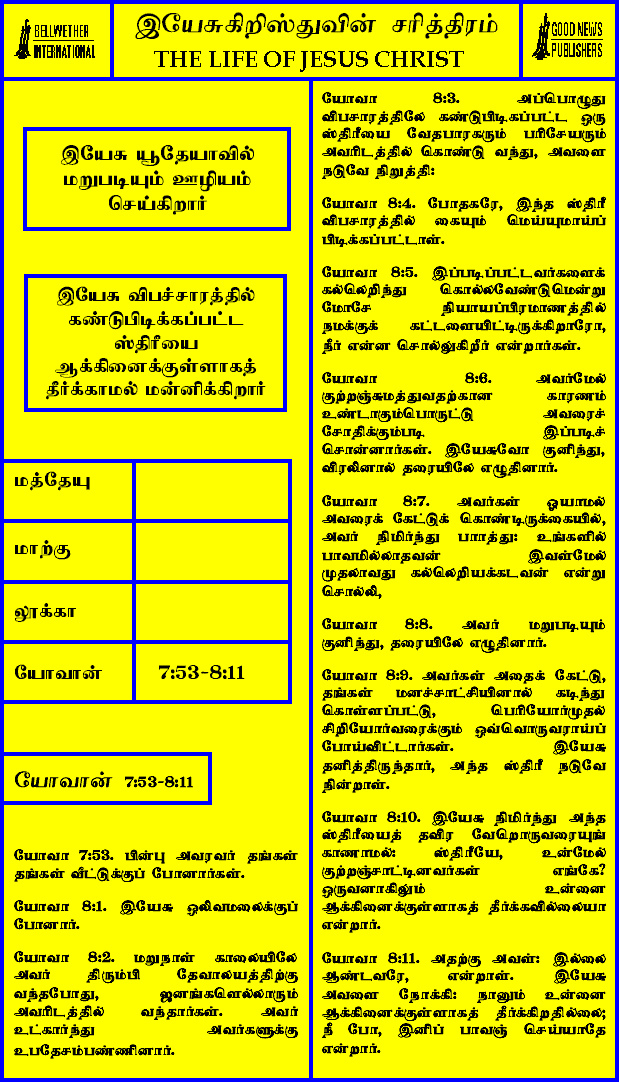 BELLWETHER
INTERNATIONAL
இயேசுகிறிஸ்துவின் சரித்திரம்
THE LIFE OF JESUS CHRIST
GOOD NEWS
PUBLISHERS
இயேசு யூதேயாவில்
மறுபடியும் ஊழியம்
செய்கிறார்
இயேசு விபச்சாரத்தில்
கண்டுபிடிக்கப்பட்ட
ஸ்திரீயை
ஆக்கினைக்குள்ளாகத்
தீர்க்காமல் மன்னிக்கிறார்
மத்தேயு
மாற்கு
லூக்கா
யோவான் 7:53-8:11
யோவான் 7:53-8:11
யோவா 7:53. பின்பு அவரவர் தங்கள்
தங்கள் வீட்டுக்குப் போனார்கள்.
யோவா 8:1. இயேசு ஒலிவமலைக்குப்
போனார்.
யோவா 8:2. மறுநாள் காலையிலே
அவர் திரும்பி தேவாலயத்திற்கு
வந்தபோது, ஜனங்களெல்லாரும்
அவரிடத்தில் வந்தார்கள். அவர்
உட்கார்ந்து அவர்களுக்கு
உபதேசம்பண்ணினார்.
யோவா 8:3. அப்பொழுது
விபசாரத்திலே கண்டுபிடிகப்பட்ட ஒரு
ஸ்திரீயை வேதபாரகரும் பரிசேயரும்
அவரிடத்தில் கொண்டு வந்து, அவளை
நடுவே நிறுத்தி:
யோவா 8:4. போதகரே, இந்த ஸ்திரீ
விபசாரத்தில் கையும் மெய்யுமாய்ப்
பிடிக்கப்பட்டாள்.
யோவா 8:5. இப்படிப்பட்டவர்களைக்
கல்லெறிந்து கொல்லவேண்டுமென்று
மோசே நியாயப்பிரமாணத்தில்
நமக்குக் கட்டளையிட்டிருக்கிறாரோ,
நீர் என்ன சொல்லுகிறீர் என்றார்கள்.
யோவா 8:6. அவர்மேல்
குற்றஞ்சுமத்துவதற்கான காரணம்
உண்டாகும்பொருட்டு அவரைச்
சோதிக்கும்படி இப்படிச்
சொன்னார்கள். இயேசுவோ குனிந்து,
விரலினால் தரையிலே எழுதினார்.
யோவா 8:7. அவர்கள் ஓயாமல்
அவரைக் கேட்டுக் கொண்டிருக்கையில்,
அவர் நிமிர்ந்து பாரத்து: உங்களில்
பாவமில்லாதவன் இவள்மேல்
முதலாவது கல்லெறியக்கடவன் என்று
சொல்லி,
யோவா 8:8. அவர் மறுபடியும்
குனிந்து, தரையிலே எழுதினார்.
யோவா 8:9. அவர்கள் அதைக் கேட்டு,
தங்கள் மனச்சாட்சியினால் கடிந்து
கொள்ளப்பட்டு, பெரியோர்முதல்
சிறியோர்வரைக்கும் ஒவ்வொருவராய்ப்
போய்விட்டார்கள். இயேசு
தனித்திருந்தார், அந்த ஸ்திரீ நடுவே
நின்றாள்.
யோவா 8:10. இயேசு நிமிர்ந்து அந்த
ஸ்திரீயைத் தவிர வேறொருவரையுங்
காணாமல்: ஸ்திரீயே, உன்மேல்
குற்றஞ்சாட்டினவர்கள் எங்கே?
ஒருவனாகிலும் உன்னை
ஆக்கினைக்குள்ளாகத் தீர்க்கவில்லையா
என்றார்.
யோவா 8:11. அதற்கு அவள்: இல்லை
ஆண்டவரே, என்றாள். இயேசு
அவளை நோக்கி: நானும் உன்னை
ஆக்கினைக்குள்ளாகத் தீர்க்கிறதில்லை;
நீ போ, இனிப் பாவஞ் செய்யாதே
என்றார்.